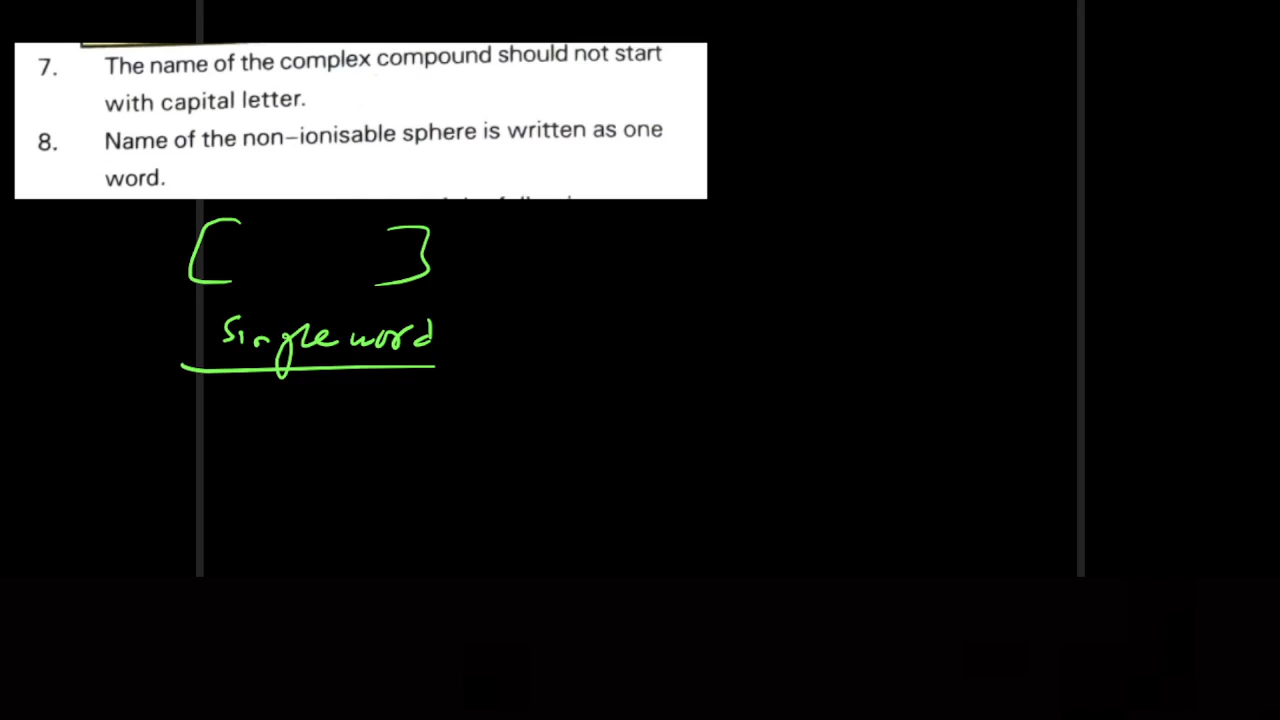 7. The name of the complex compound should not start
with capital letter.
8. Name of the non-ionisable sphere is written as one
word.
[ ]
single word